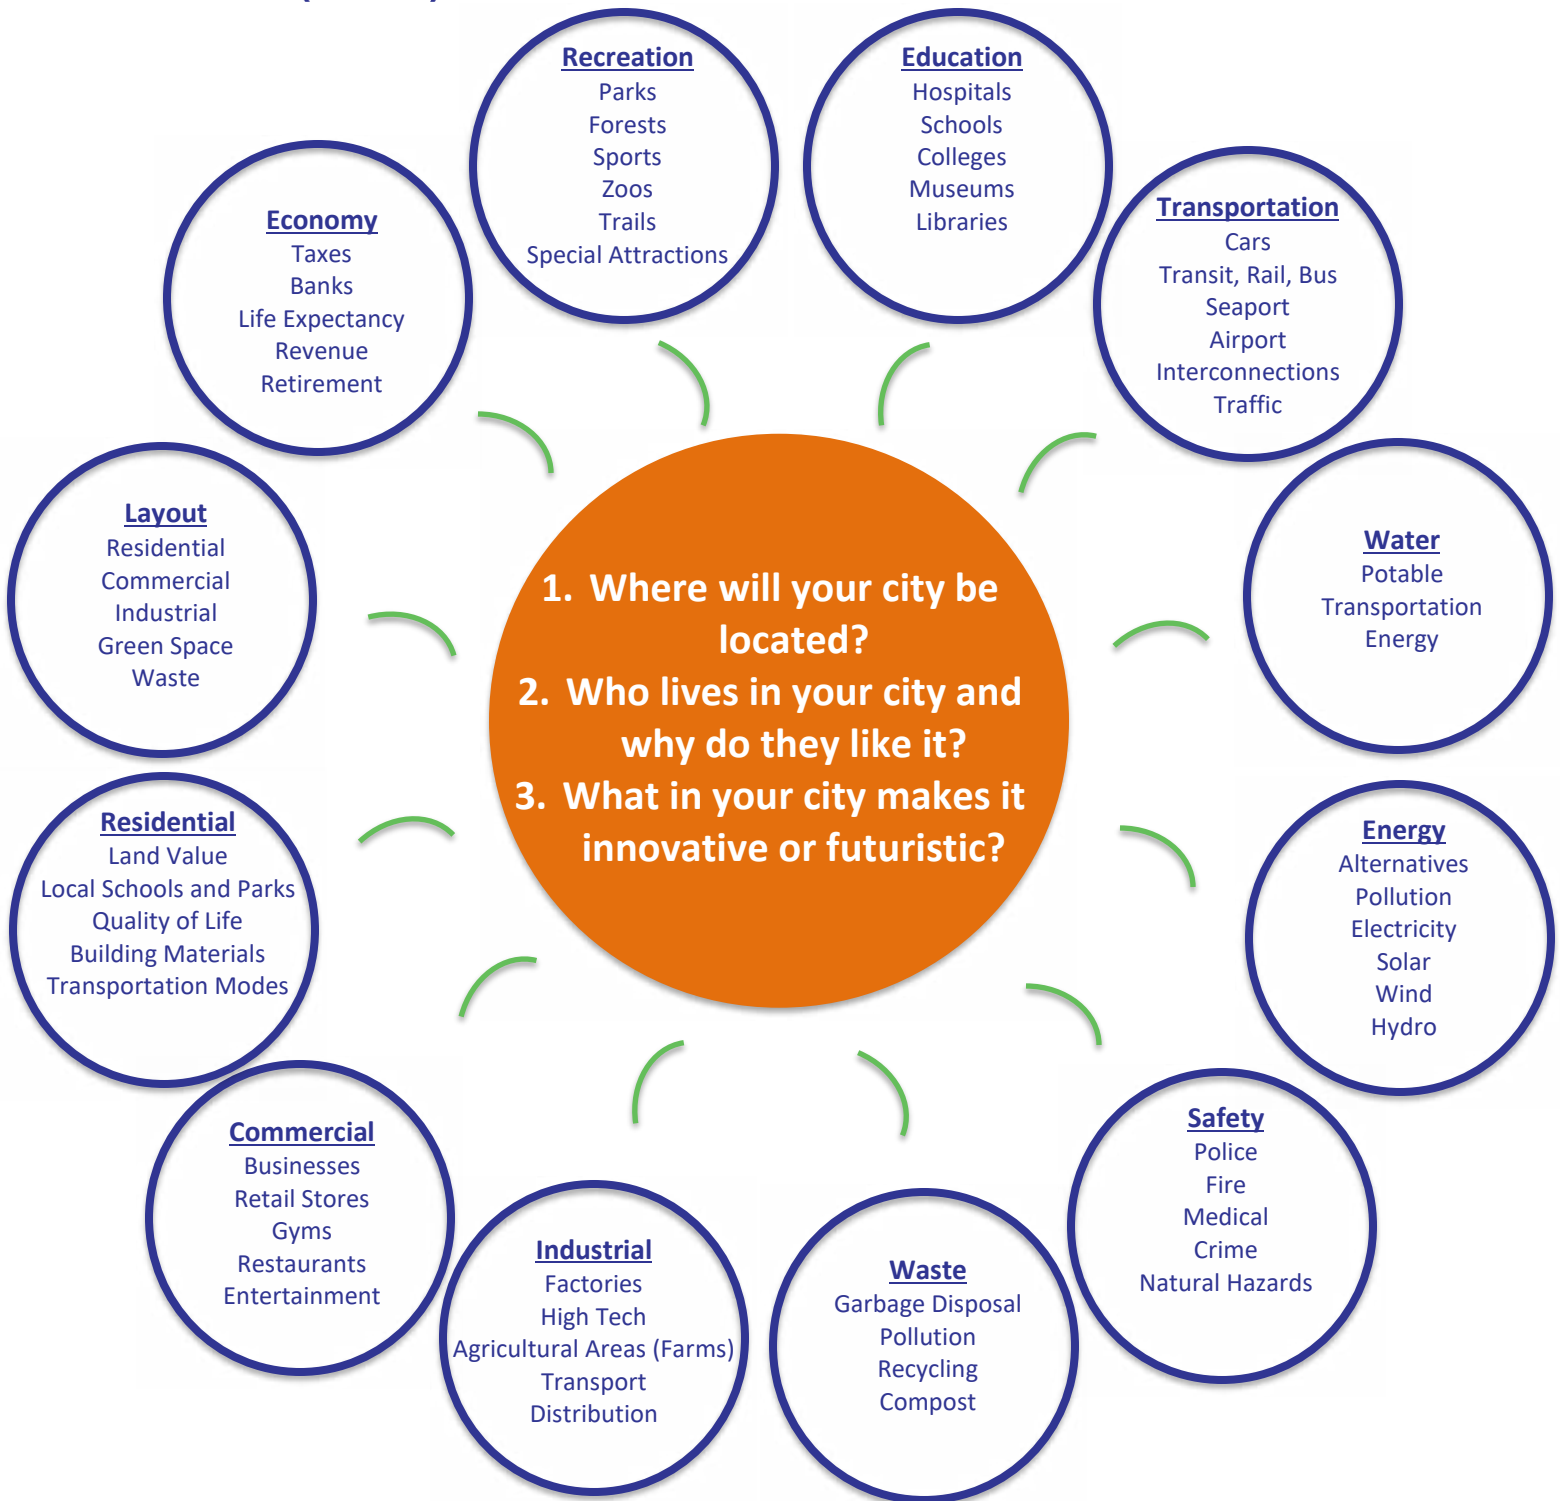 Recreation
Parks
Forests
Sports
Zoos
Trails
Special Attractions
Education
Hospitals
Schools
Colleges
Museums
Libraries
Transportation
Cars
Transit, Rail, Bus
Seaport
Airport
Interconnections
Traffic
Water
Potable
Transportation
Energy
Energy
Alternatives
Pollution
Electricity
Solar
Wind
Hydro
Safety
Police
Fire
Medical
Crime
Natural Hazards
Waste
Garbage Disposal
Pollution
Recycling
Compost
Industrial
Factories
High Tech
Agricultural Areas (Farms)
Transport
Distribution
Commercial
Businesses
Retail Stores
Gyms
Restaurants
Entertainment
Residential
Land Value
Local Schools and Parks
Quality of Life
Building Materials
Transportation Modes
Layout
Residential
Commercial
Industrial
Green Space
Waste
Economy
Taxes
Banks
Life Expectancy
Revenue
Retirement
1. Where will your city be
located?
2. Who lives in your city and
why do they like it?
3. What in your city makes it
innovative or futuristic?